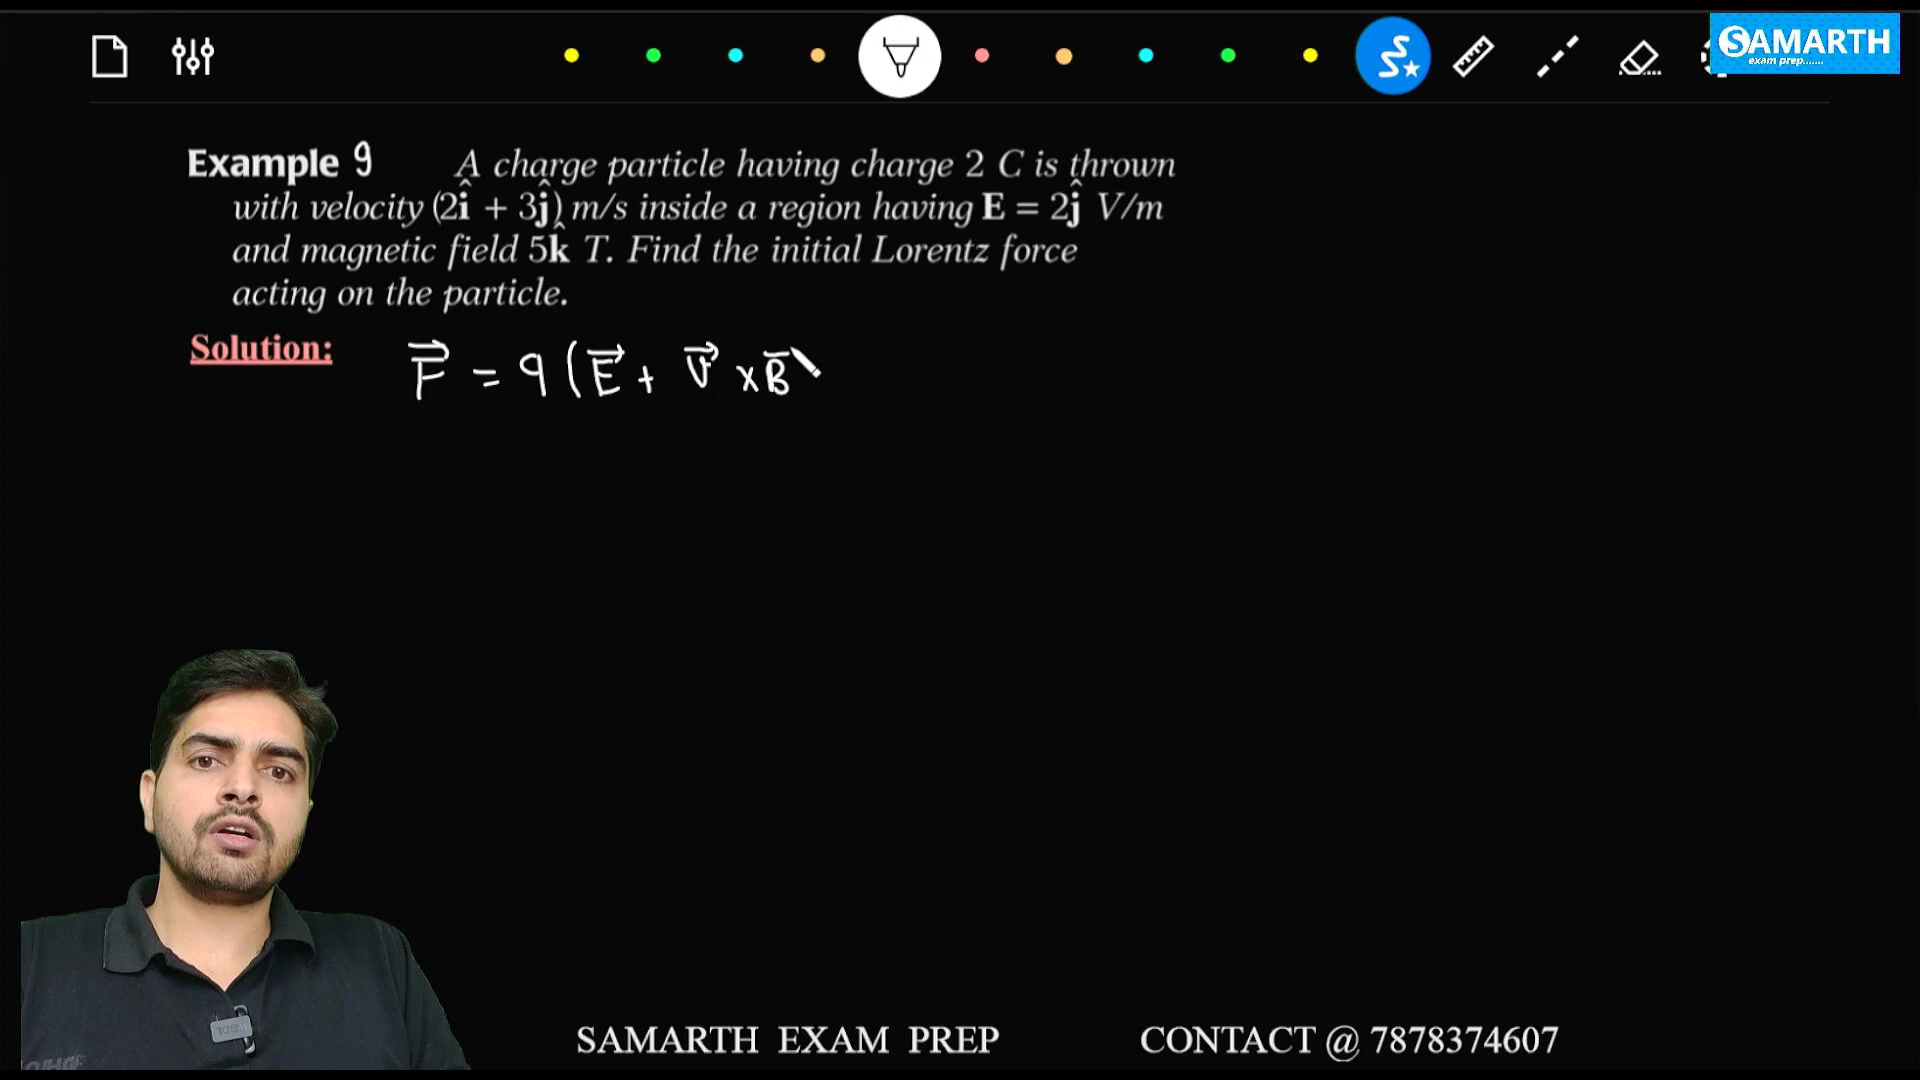 SAMARTH
exam prep.......
Example 9 A charge particle having charge 2 C is thrown
with velocity (2î + 3ĵ) m/s inside a region having E = 2ĵ V/m
and magnetic field 5k̂ T. Find the initial Lorentz force
acting on the particle.
Solution: F⃗ = q (E⃗ + v⃗ × B̅
SAMARTH EXAM PREP CONTACT @ 7878374607